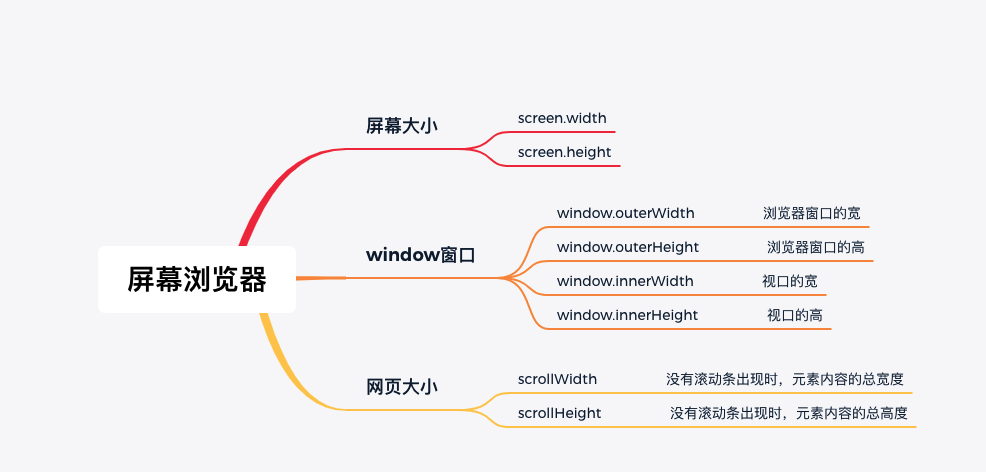 屏幕大小
screen.width
screen.height
屏幕浏览器
window窗口
window.outerWidth 浏览器窗口的宽
window.outerHeight 浏览器窗口的高
window.innerWidth 视口的宽
window.innerHeight 视口的高
网页大小
scrollWidth 没有滚动条出现时，元素内容的总宽度
scrollHeight 没有滚动条出现时，元素内容的总高度